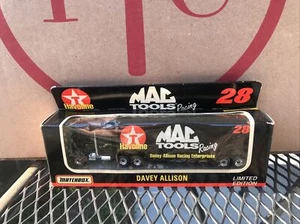 Havoline
MAC
TOOLS Racing
28
Havoline
MAC
TOOLS Racing
28
Davey Allison Racing Enterprises
MATCHBOX
DAVEY ALLISON
LIMITED
EDITION